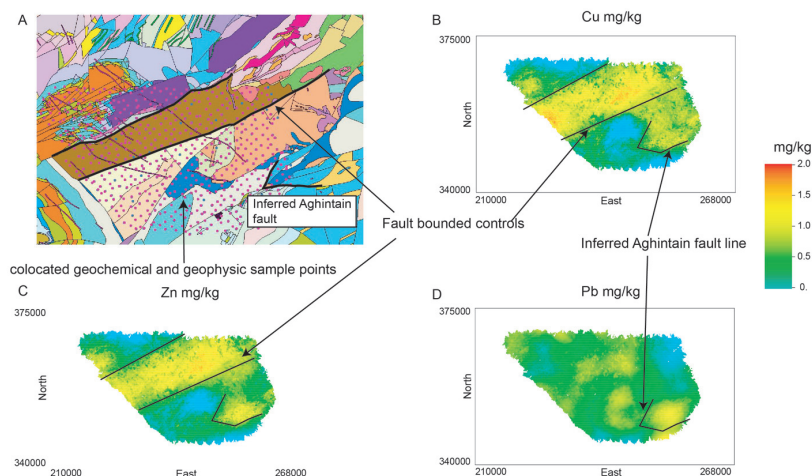 A
Inferred Aghintain
fault
colocated geochemical and geophysic sample points
Fault bounded controls
Inferred Aghintain fault line
B
Cu mg/kg
375000
North
340000
210000
East
268000
mg/kg
2.0
1.5
1.0
0.5
0.
C
Zn mg/kg
375000
North
340000
210000
East
268000
D
Pb mg/kg
375000
North
340000
210000
East
268000